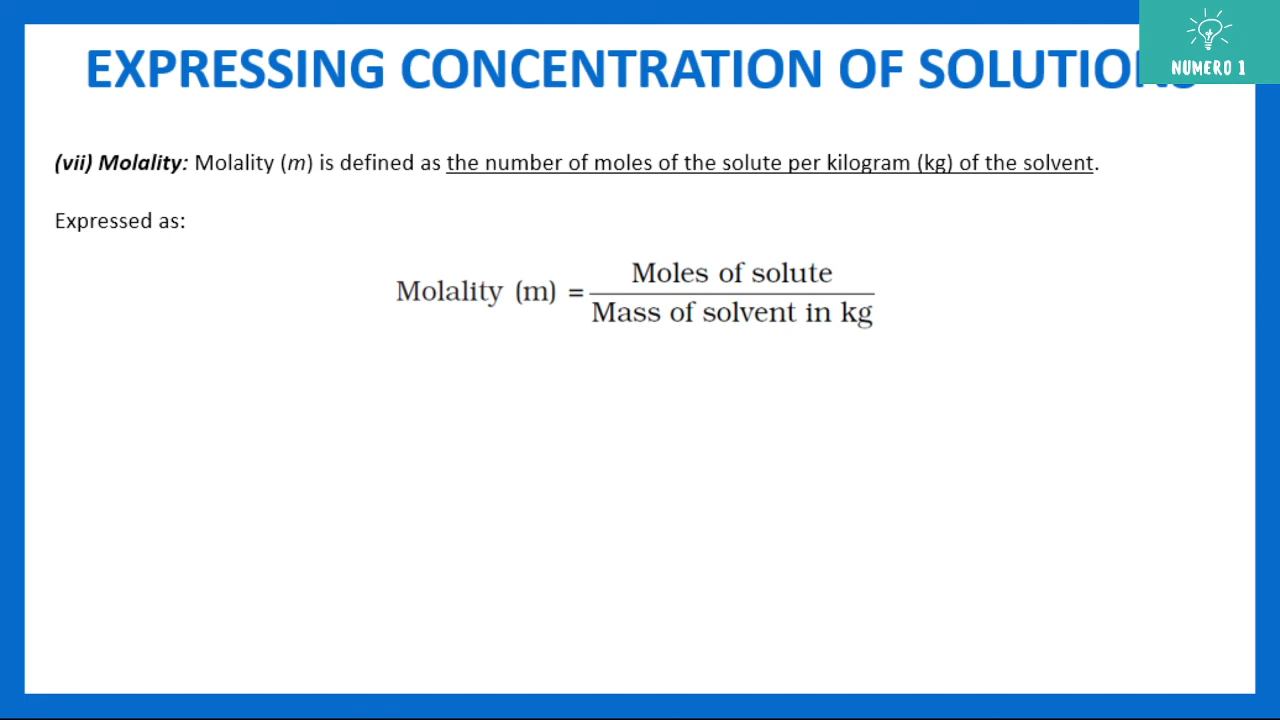 EXPRESSING CONCENTRATION OF SOLUTIONS
NUMERO 1
(vii) Molality: Molality (m) is defined as the number of moles of the solute per kilogram (kg) of the solvent.
Expressed as:
Molality (m) = Moles of solute
Mass of solvent in kg